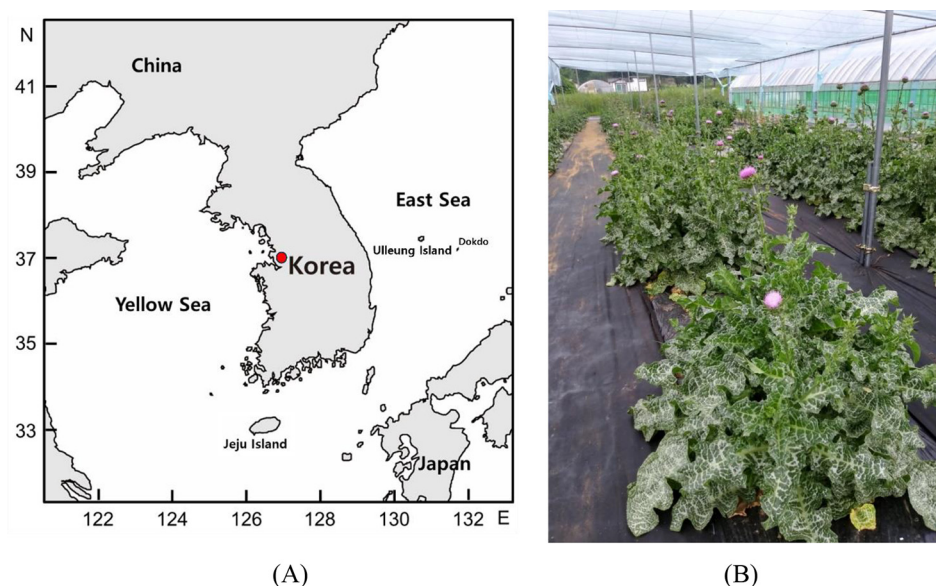 N
China
41
39
East Sea
Dokdo
Ulleung Island
37
Korea
Yellow Sea
35
33
Jeju Island
Japan
122
124
126
128
130
132
E
(A)
(B)